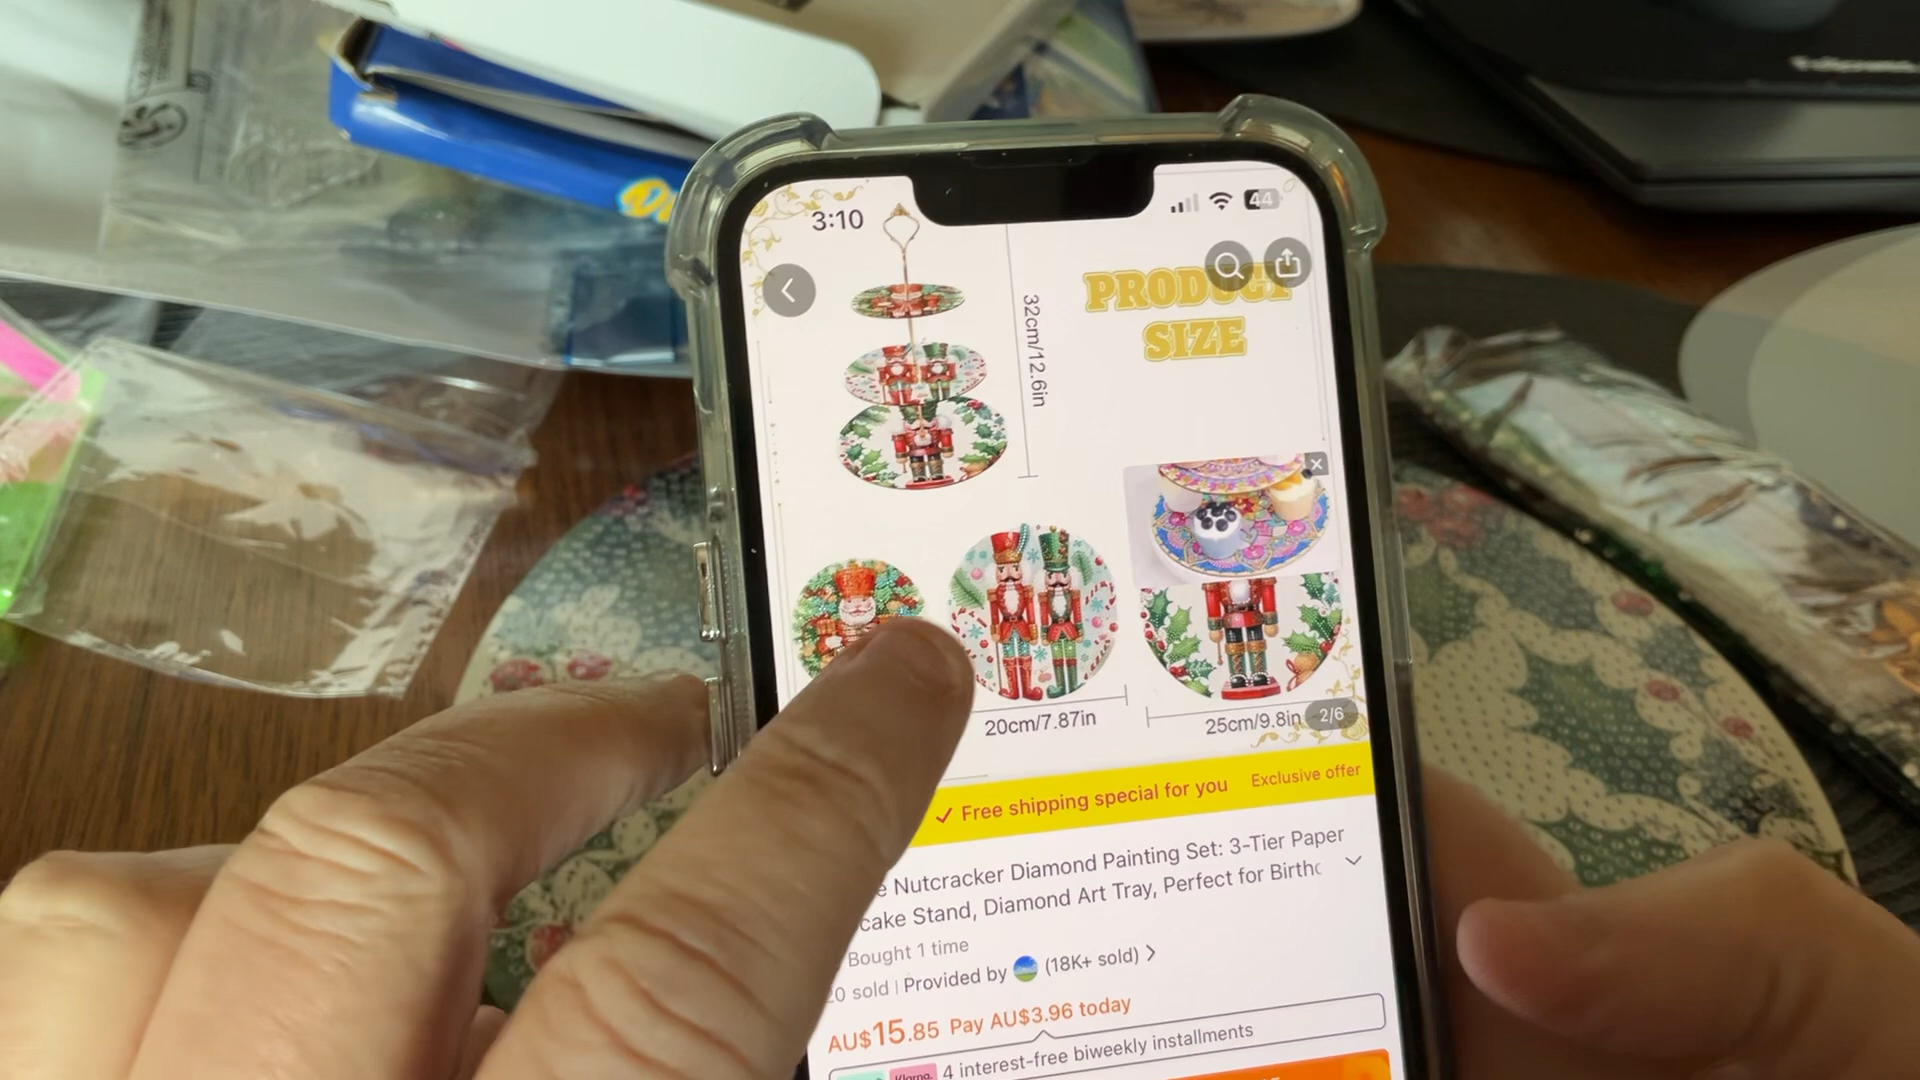 3:10
44
PRODUCT
SIZE
32cm/12.6in
20cm/7.87in
25cm/9.8in
2/6
✓ Free shipping special for you
Exclusive offer
Nutcracker Diamond Painting Set: 3-Tier Paper
cake Stand, Diamond Art Tray, Perfect for Birth
Bought 1 time
sold | Provided by (18K+ sold) >
AU$15.85 Pay AU$3.96 today
Klarna. 4 interest-free biweekly installments